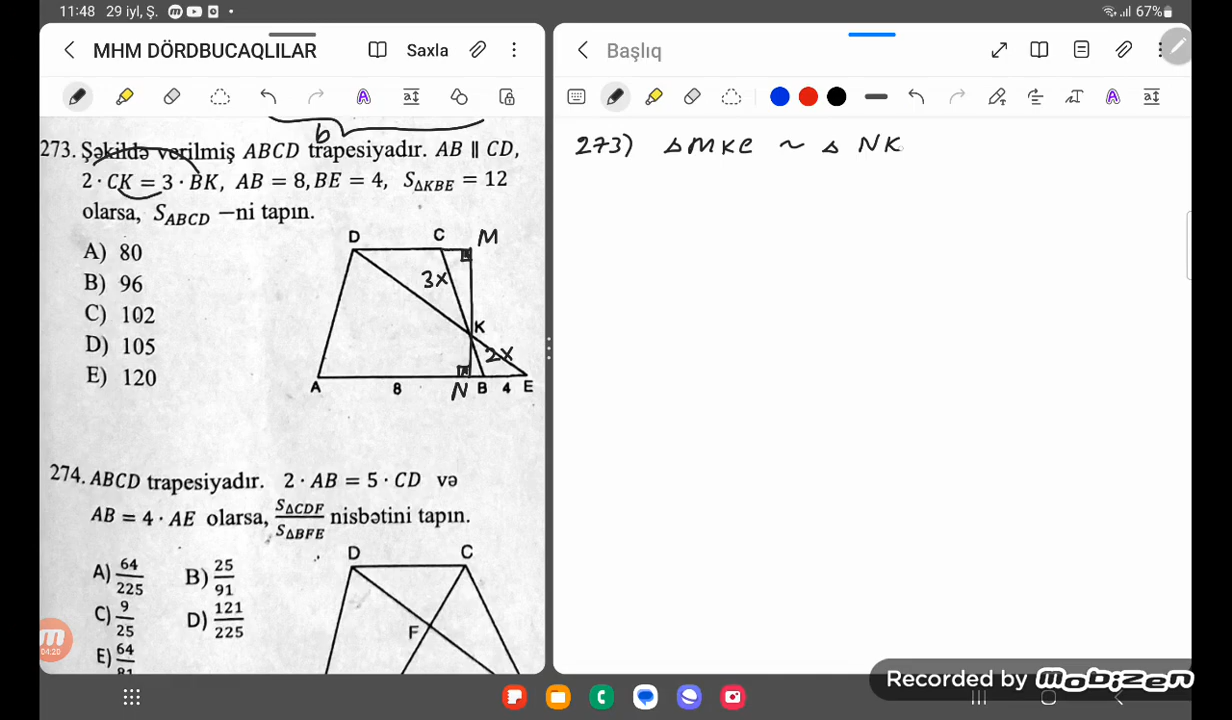 11:48 29 iyl, Ş. 67%
MHM DÖRDBUCAQLILAR Saxla
Başlıq
b
273. Şəkildə verilmiş ABCD trapesiyadır. AB || CD,
2 · CK = 3 · BK, AB = 8, BE = 4, S△KBE = 12
olarsa, SABCD −ni tapın.
A) 80
B) 96
C) 102
D) 105
E) 120
D C M
3x
K
2x
A 8 N B 4 E
274. ABCD trapesiyadır. 2 · AB = 5 · CD və
AB = 4 · AE olarsa, S△CDF/S△BFE nisbətini tapın.
A) 64/225 B) 25/91
C) 9/25 D) 121/225
E) 64/81
D C
F
273) △MKC ~ △ NK
04:20
Recorded by mobizen